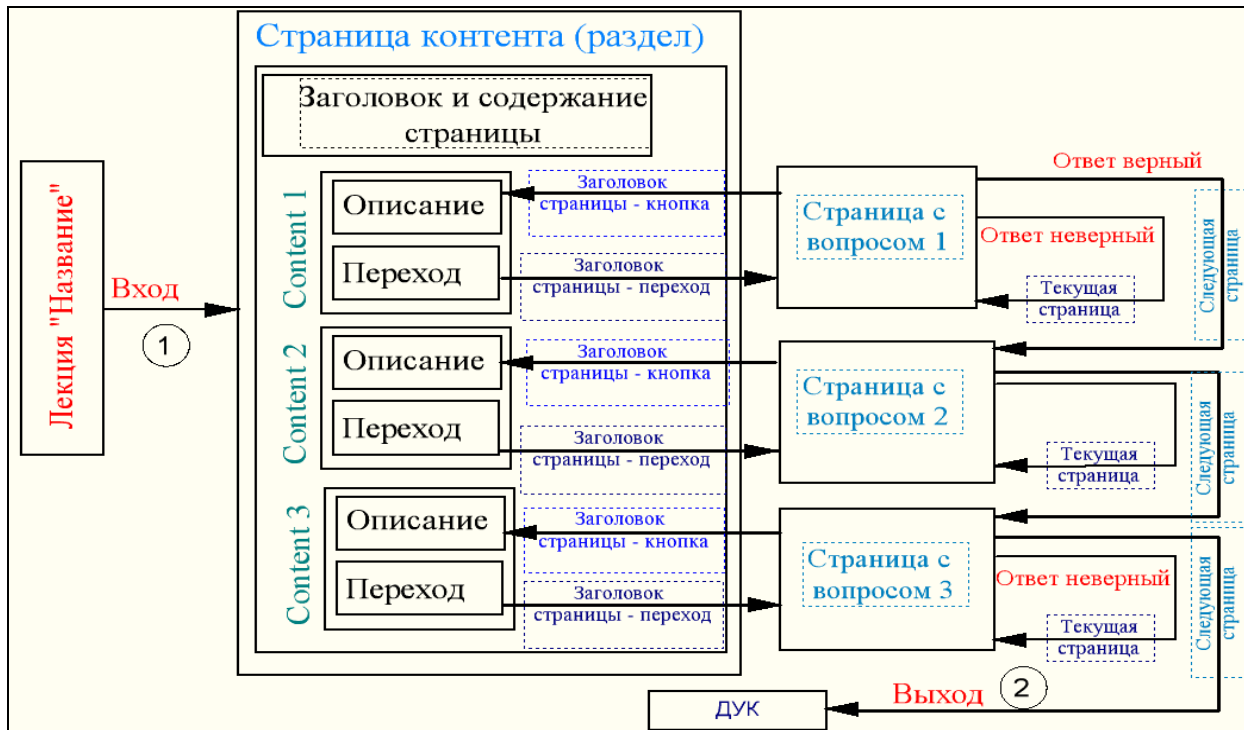 Страница контента (раздел)
Заголовок и содержание
страницы
Лекция "Название"
Вход
1
Content 1
Описание
Переход
Заголовок
страницы - кнопка
Заголовок
страницы - переход
Страница с
вопросом 1
Ответ верный
Ответ неверный
Текущая
страница
Следующая
страница
Content 2
Описание
Переход
Заголовок
страницы - кнопка
Заголовок
страницы - переход
Страница с
вопросом 2
Текущая
страница
Следующая
страница
Content 3
Описание
Переход
Заголовок
страницы - кнопка
Заголовок
страницы - переход
Страница с
вопросом 3
Ответ неверный
Текущая
страница
Следующая
страница
Выход
2
ДУК